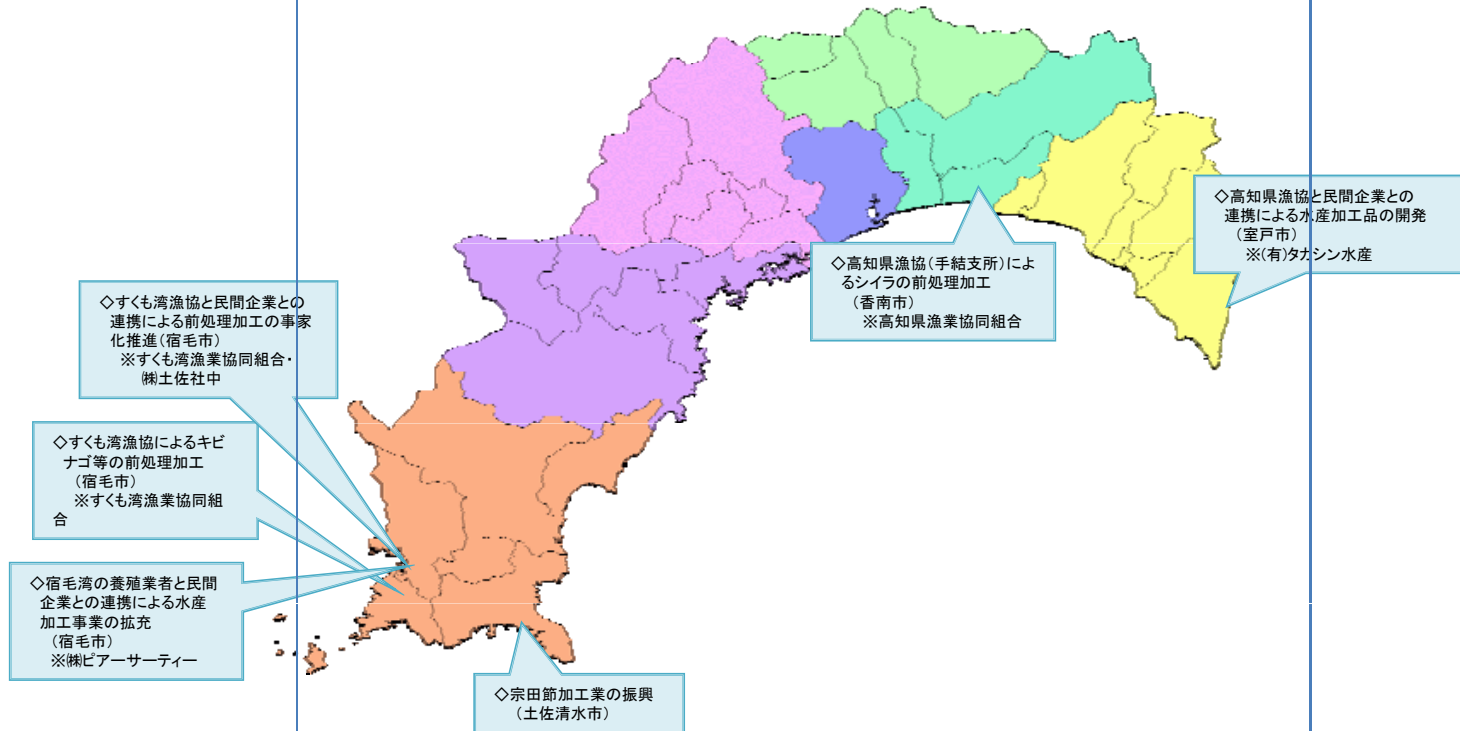 ◇高知県漁協と民間企業との
連携による水産加工品の開発
(室戸市)
※(有)タカシン水産
◇高知県漁協(手結支所)によ
るシイラの前処理加工
(香南市)
※高知県漁業協同組合
◇すくも湾漁協と民間企業との
連携による前処理加工の事家
化推進(宿毛市)
※すくも湾漁業協同組合・
㈱土佐社中
◇すくも湾漁協によるキビ
ナゴ等の前処理加工
(宿毛市)
※すくも湾漁業協同組
合
◇宿毛湾の養殖業者と民間
企業との連携による水産
加工事業の拡充
(宿毛市)
※㈱ピアーサーティー
◇宗田節加工業の振興
(土佐清水市)